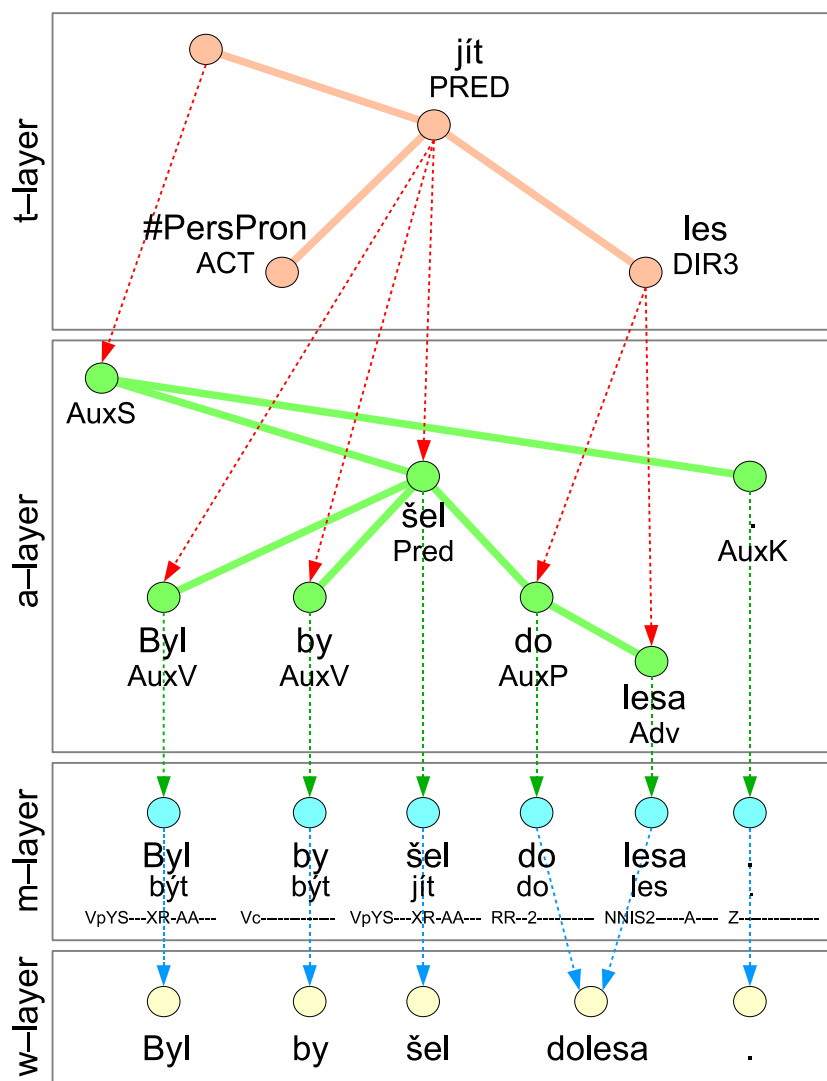 t–layer
jít
PRED
#PersPron
ACT
les
DIR3
a–layer
AuxS
šel
Pred
.
AuxK
Byl
AuxV
by
AuxV
do
AuxP
lesa
Adv
m–layer
Byl by šel do lesa .
být být jít do les .
VpYS---XR-AA--- Vc------------- VpYS---XR-AA--- RR--2---------- NNIS2-----A---- Z--------------
w–layer
Byl by šel dolesa .